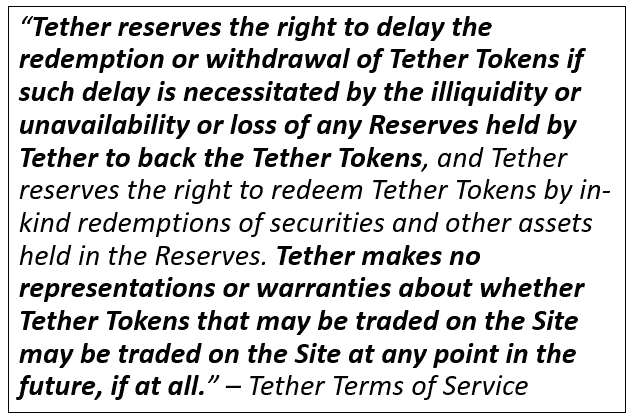 “Tether reserves the right to delay the
redemption or withdrawal of Tether Tokens if
such delay is necessitated by the illiquidity or
unavailability or loss of any Reserves held by
Tether to back the Tether Tokens, and Tether
reserves the right to redeem Tether Tokens by in-
kind redemptions of securities and other assets
held in the Reserves. Tether makes no
representations or warranties about whether
Tether Tokens that may be traded on the Site
may be traded on the Site at any point in the
future, if at all.” – Tether Terms of Service